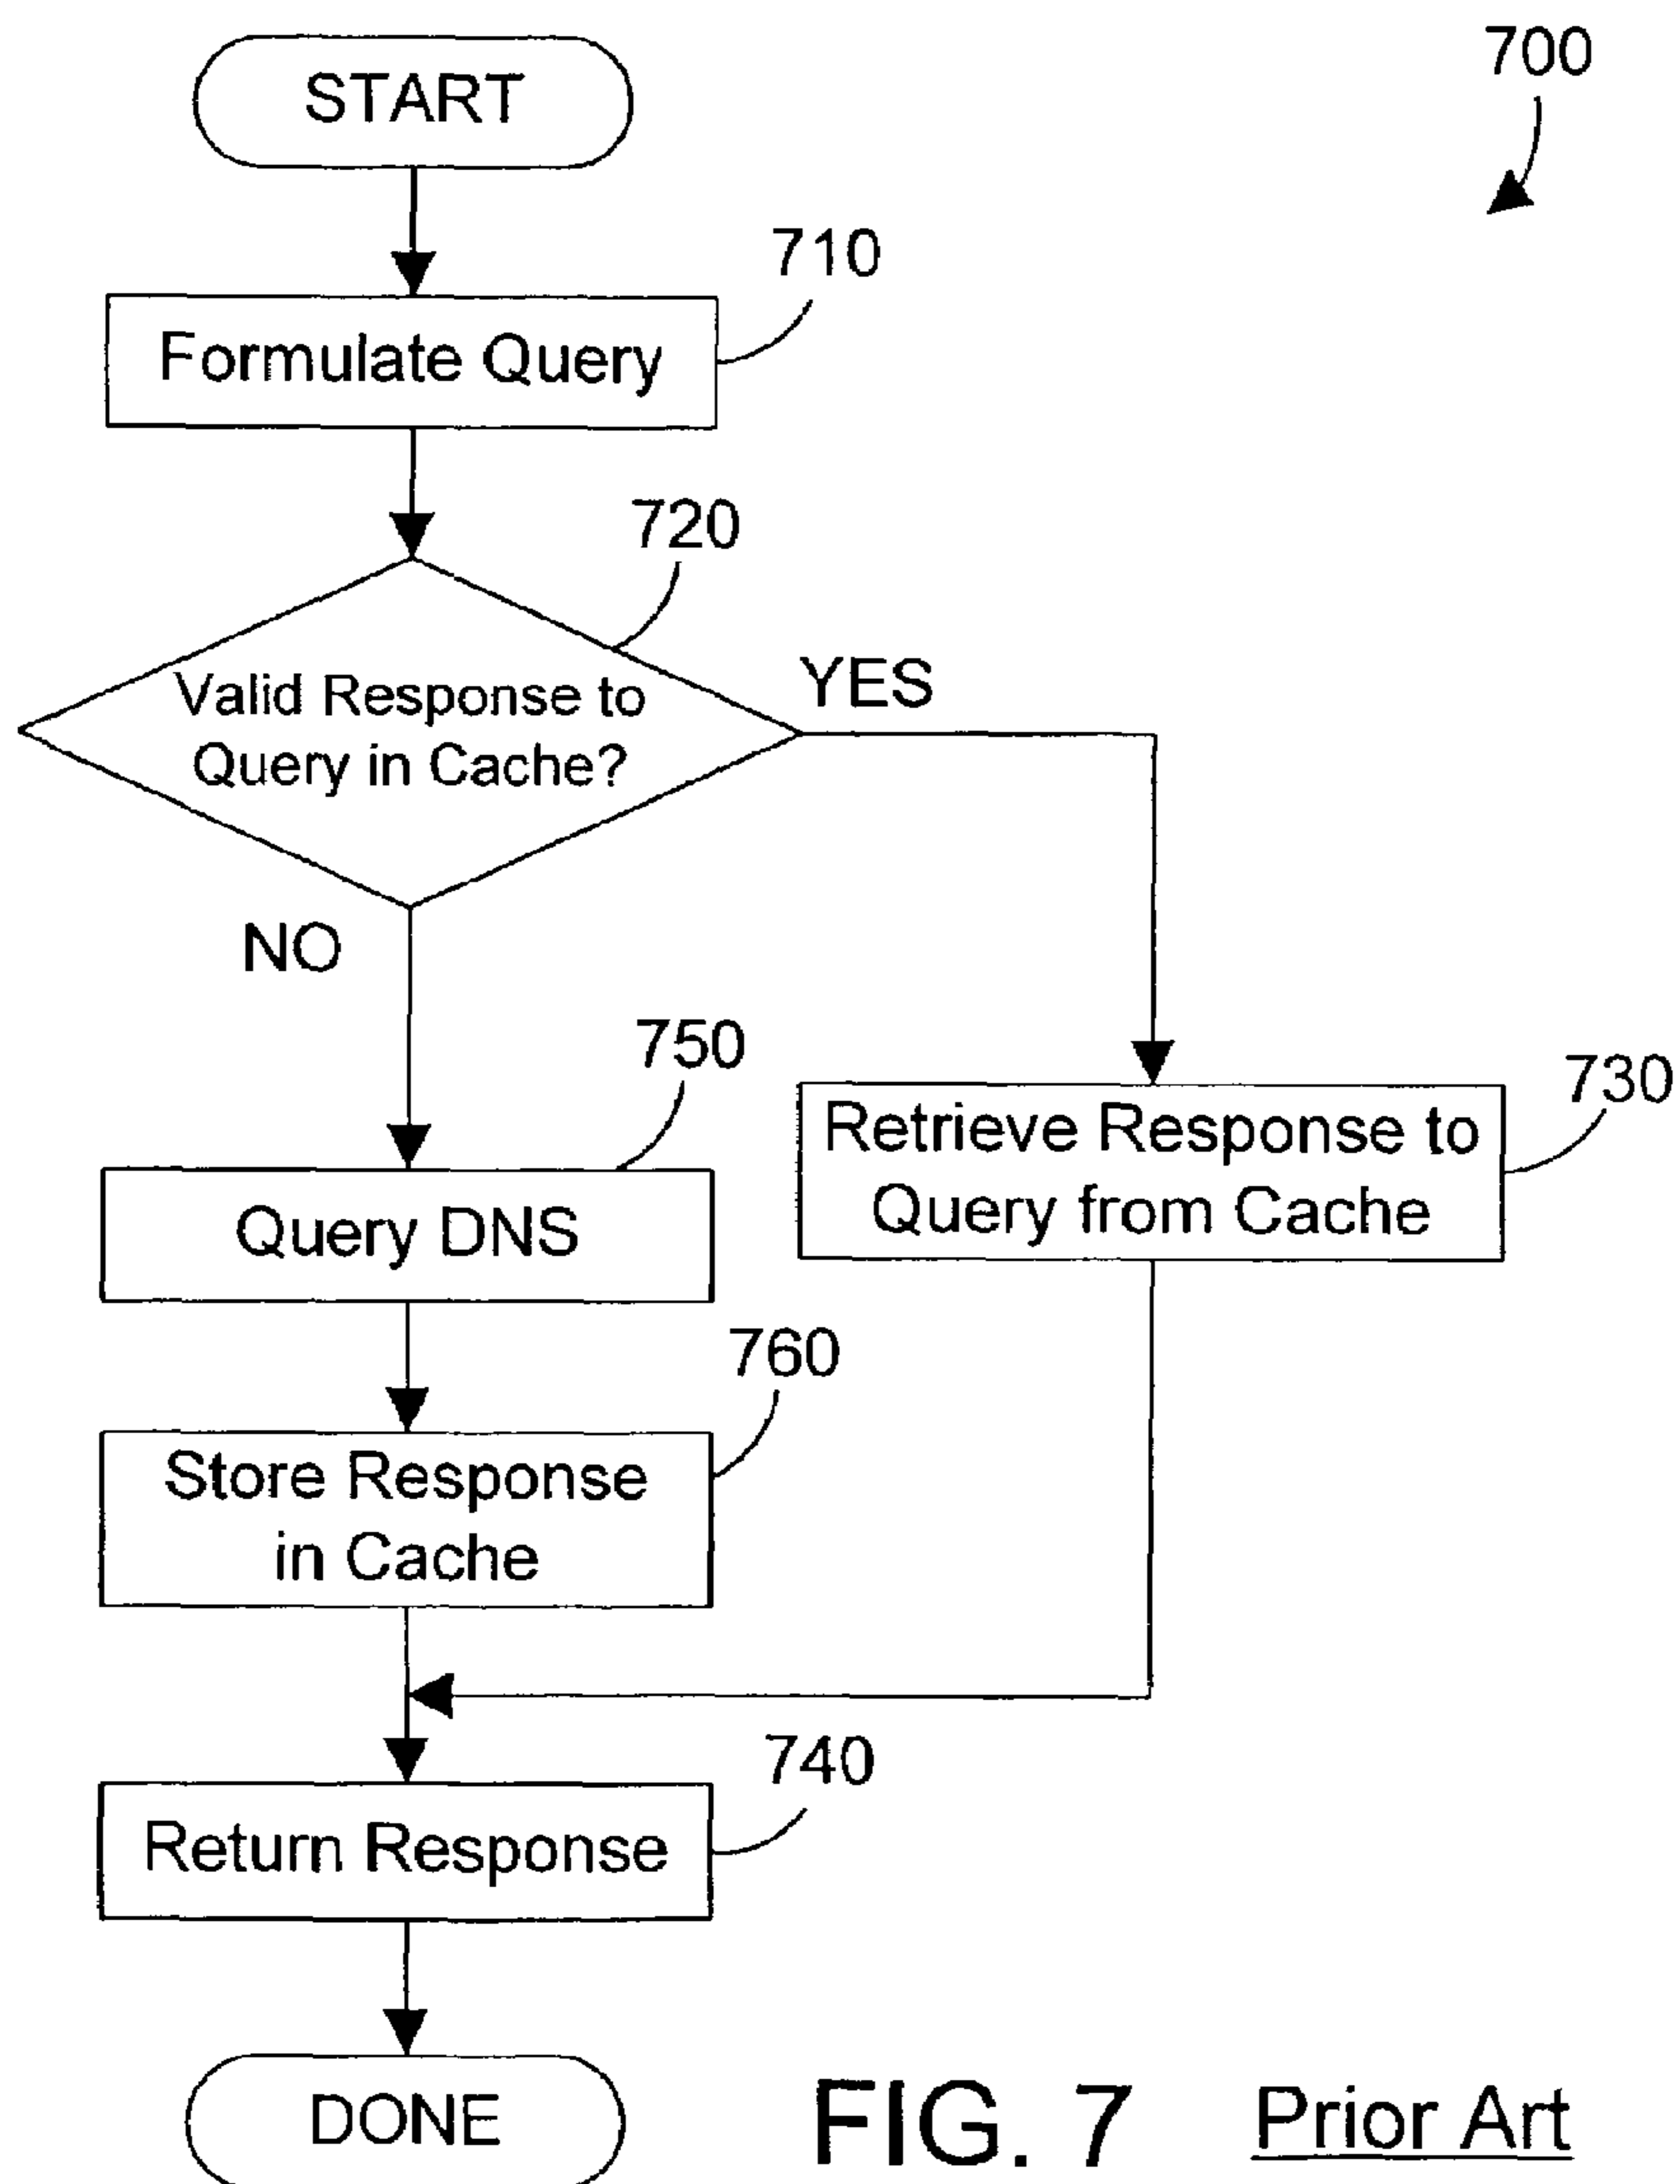 START
700
710
Formulate Query
720
Valid Response to
Query in Cache?
YES
NO
750
Query DNS
730
Retrieve Response to
Query from Cache
760
Store Response
in Cache
740
Return Response
DONE
FIG. 7
Prior Art